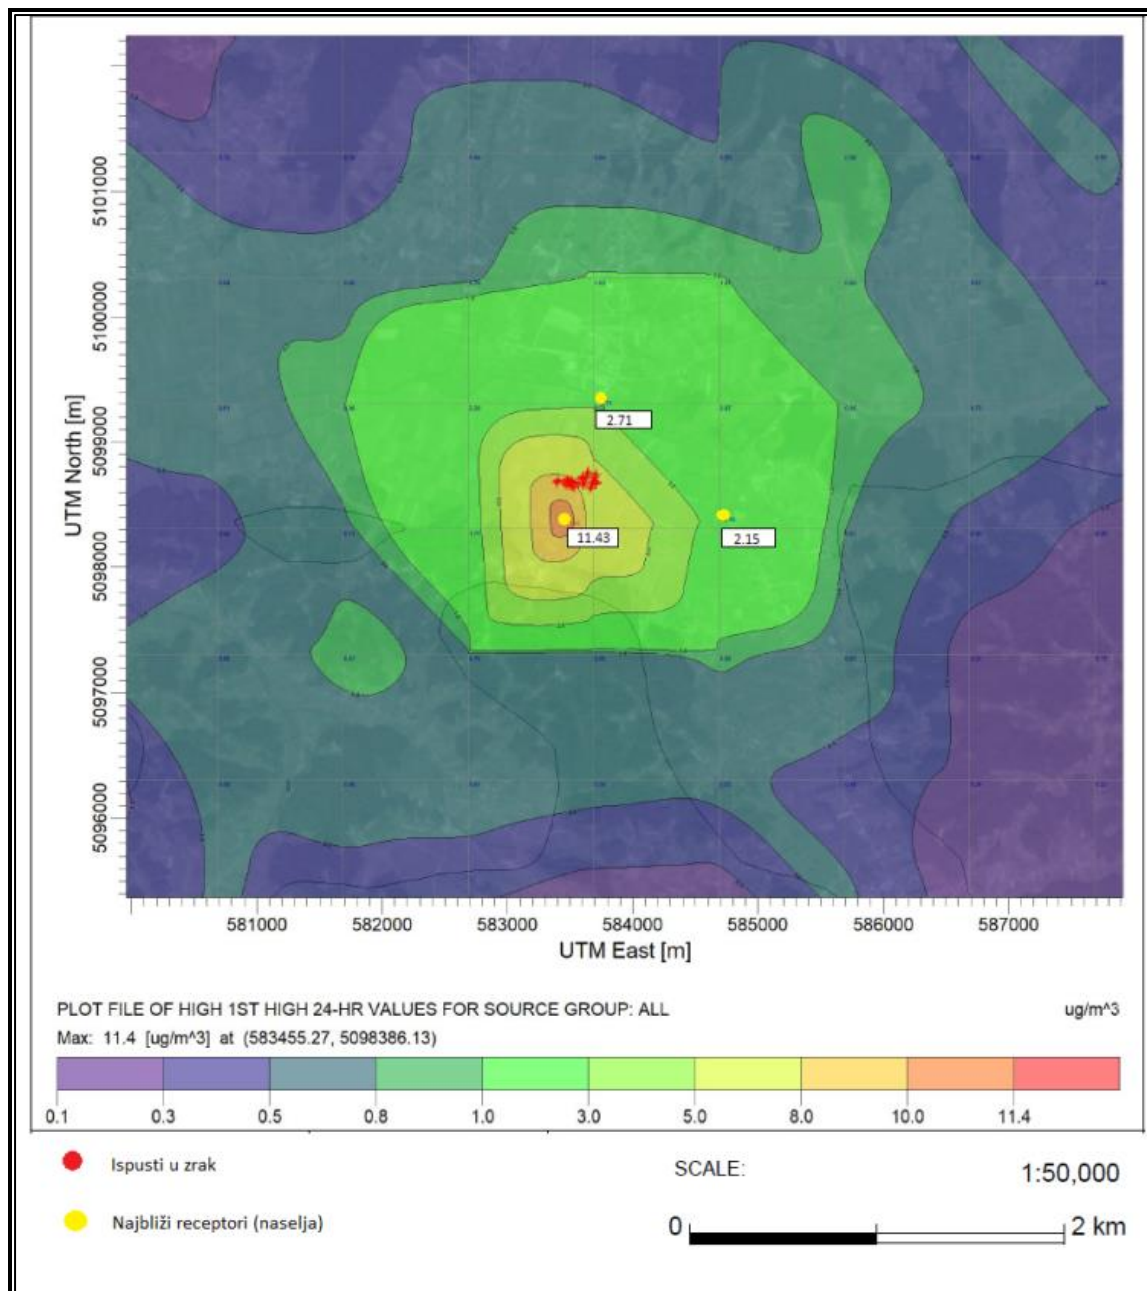 5101000
5100000
5099000
5098000
5097000
5096000
UTM North [m]
2.71
11.43
2.15
581000 582000 583000 584000 585000 586000 587000
UTM East [m]
PLOT FILE OF HIGH 1ST HIGH 24-HR VALUES FOR SOURCE GROUP: ALL ug/m^3
Max: 11.4 [ug/m^3] at (583455.27, 5098386.13)
0.1 0.3 0.5 0.8 1.0 3.0 5.0 8.0 10.0 11.4
Ispusti u zrak
Najbliži receptori (naselja)
SCALE: 1:50,000
0 2 km